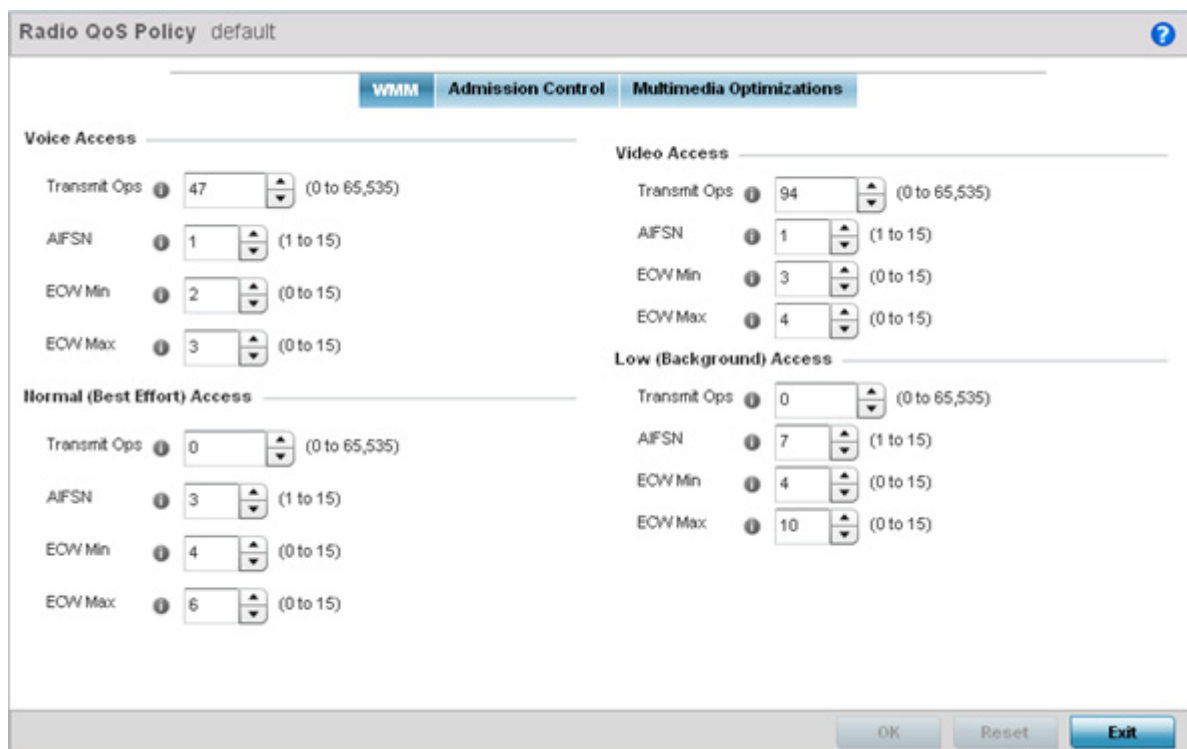 Radio QoS Policy default
?
WMM Admission Control Multimedia Optimizations
Voice Access
Transmit Ops i 47 (0 to 65,535)
AIFSN i 1 (1 to 15)
ECW Min i 2 (0 to 15)
ECW Max i 3 (0 to 15)
Normal (Best Effort) Access
Transmit Ops i 0 (0 to 65,535)
AIFSN i 3 (1 to 15)
ECW Min i 4 (0 to 15)
ECW Max i 6 (0 to 15)
Video Access
Transmit Ops i 94 (0 to 65,535)
AIFSN i 1 (1 to 15)
ECW Min i 3 (0 to 15)
ECW Max i 4 (0 to 15)
Low (Background) Access
Transmit Ops i 0 (0 to 65,535)
AIFSN i 7 (1 to 15)
ECW Min i 4 (0 to 15)
ECW Max i 10 (0 to 15)
OK Reset Exit